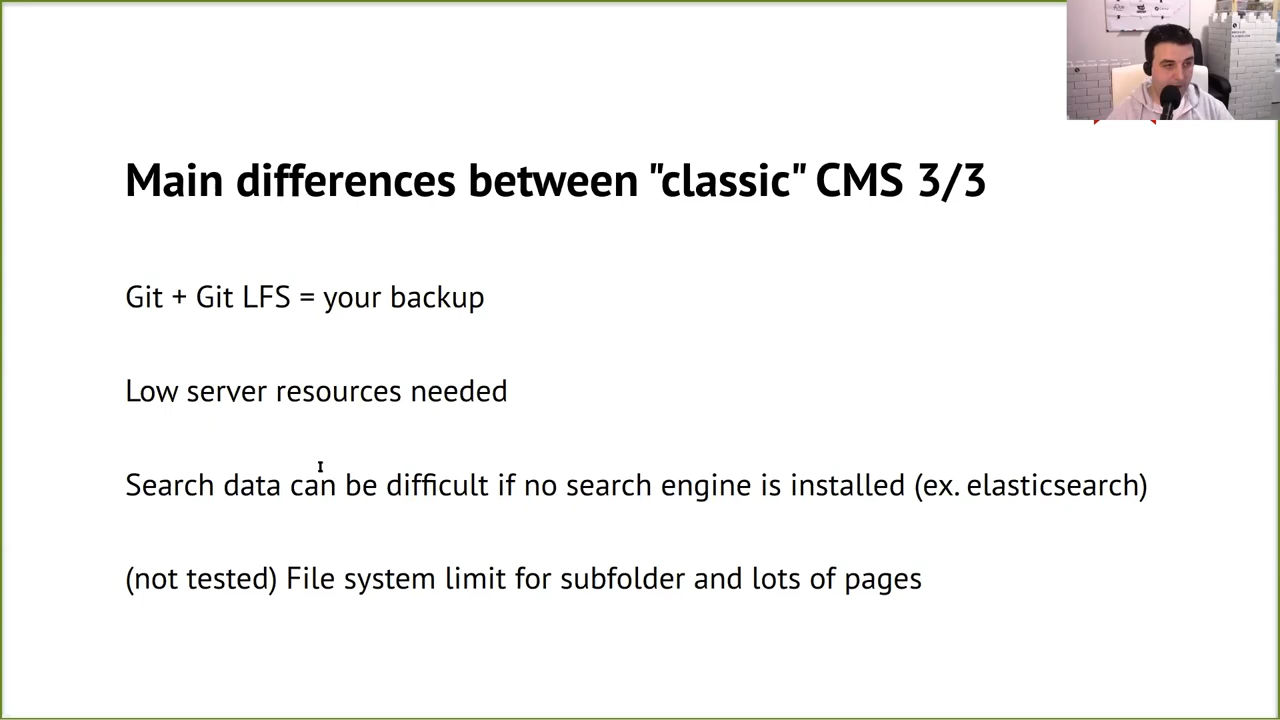 Main differences between "classic" CMS 3/3
Git + Git LFS = your backup
Low server resources needed
Search data can be difficult if no search engine is installed (ex. elasticsearch)
(not tested) File system limit for subfolder and lots of pages